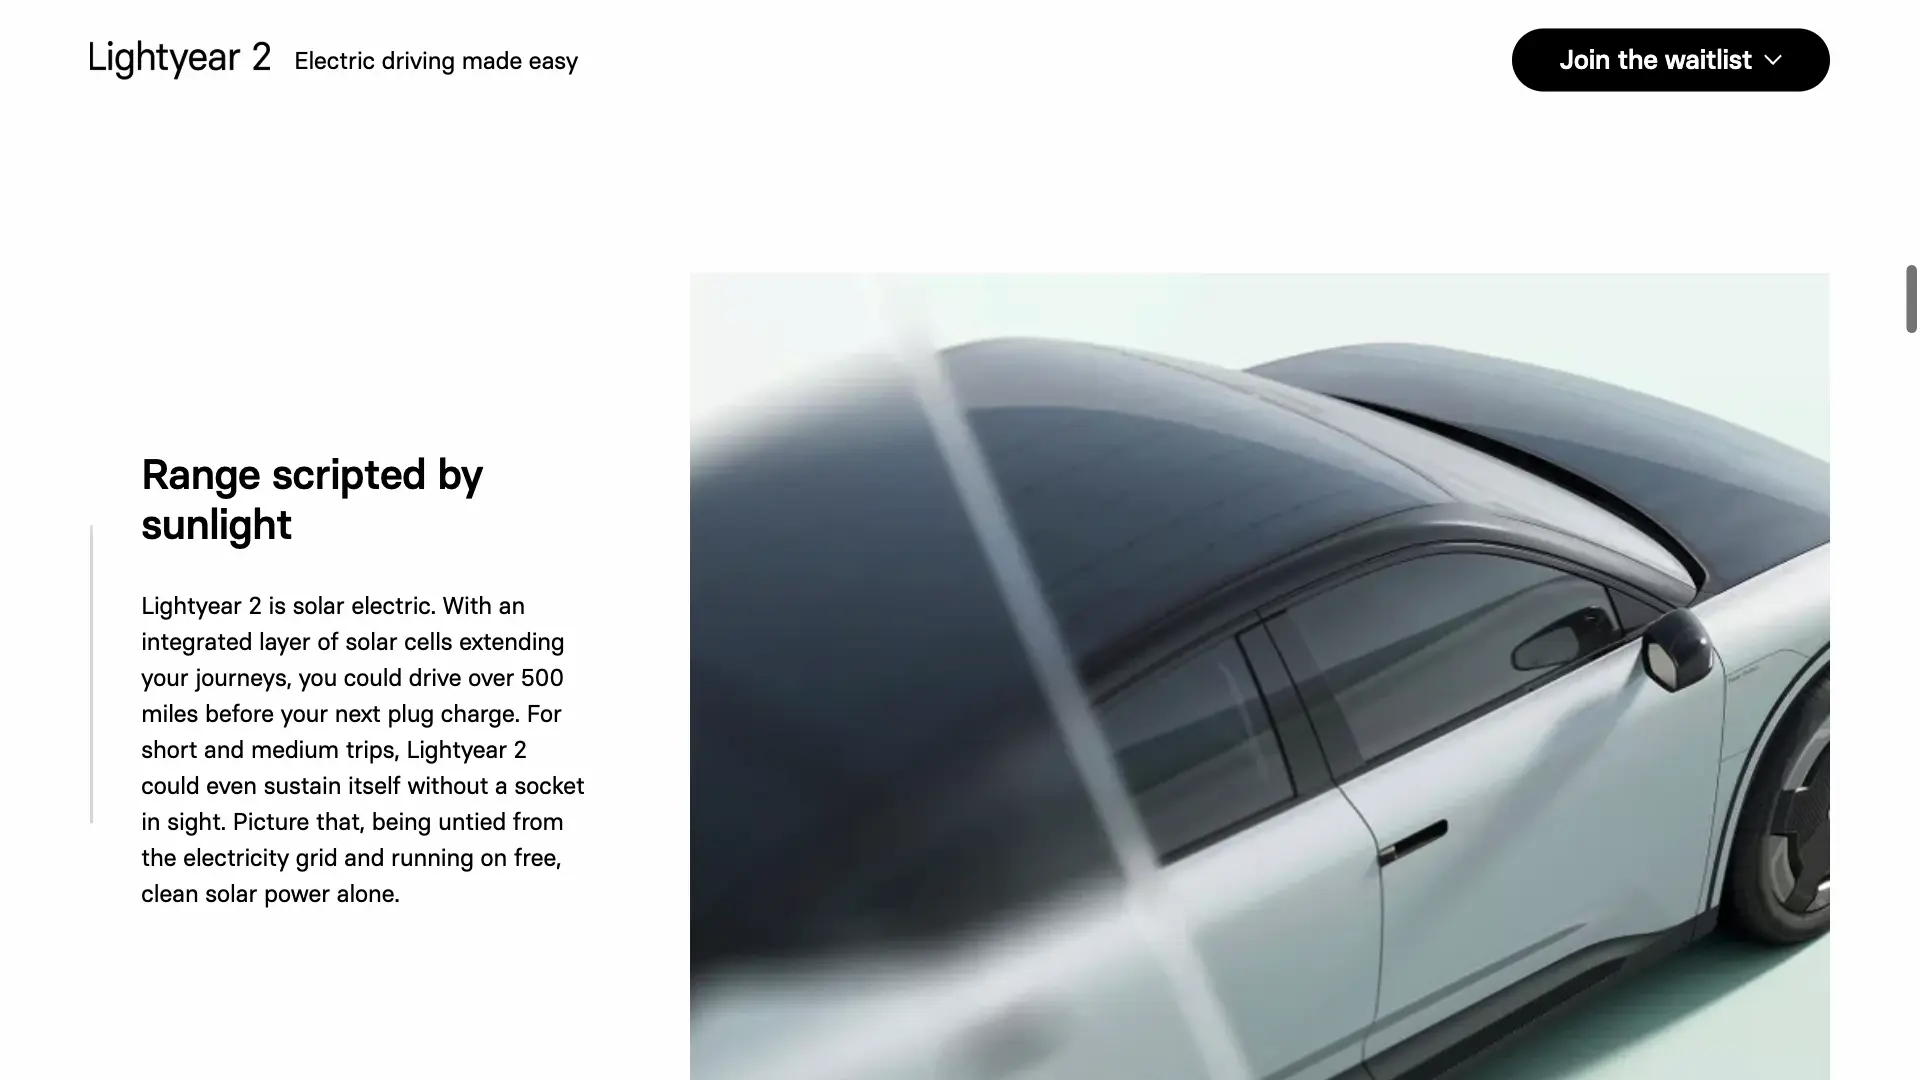 Lightyear 2 Electric driving made easy
Join the waitlist
Range scripted by
sunlight
Lightyear 2 is solar electric. With an
integrated layer of solar cells extending
your journeys, you could drive over 500
miles before your next plug charge. For
short and medium trips, Lightyear 2
could even sustain itself without a socket
in sight. Picture that, being untied from
the electricity grid and running on free,
clean solar power alone.